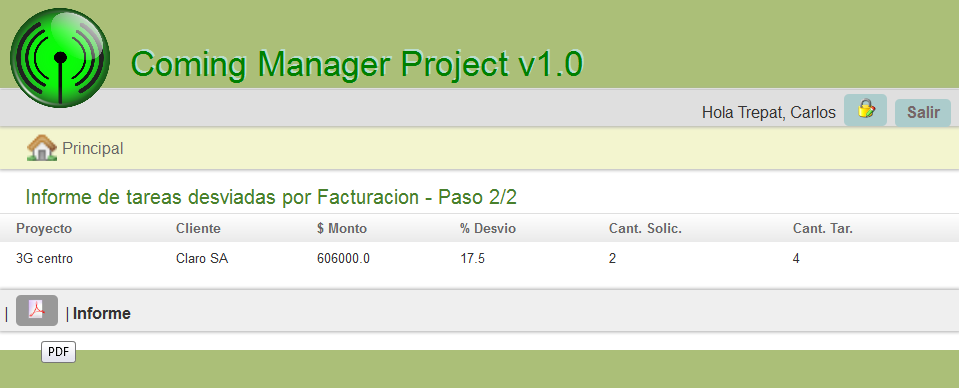 Coming Manager Project v1.0
Hola Trepat, Carlos Salir
Principal
Informe de tareas desviadas por Facturacion - Paso 2/2
Proyecto Cliente $ Monto % Desvio Cant. Solic. Cant. Tar.
3G centro Claro SA 606000.0 17.5 2 4
| | Informe
PDF